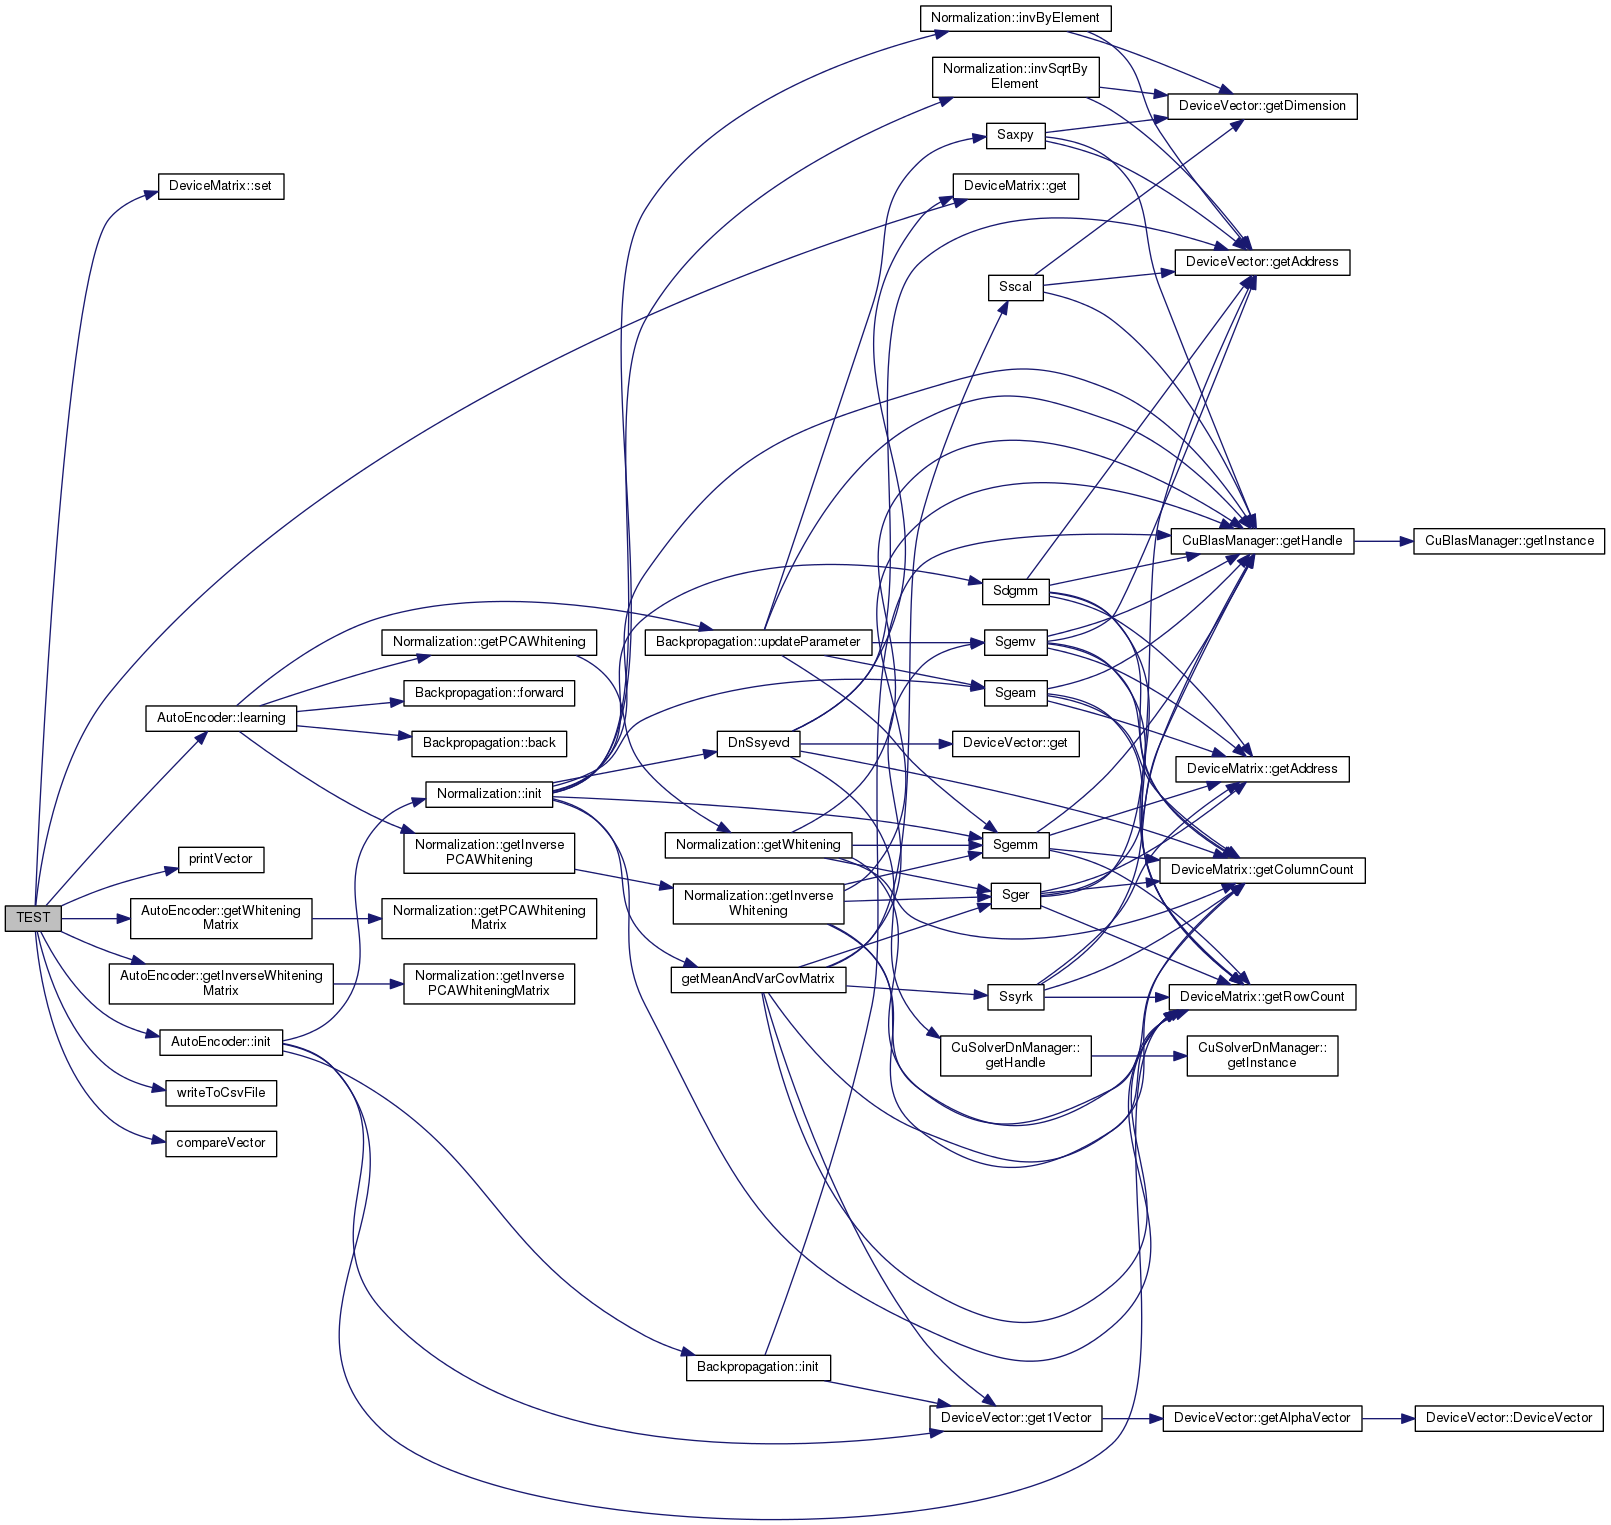 Normalization::invByElement
Normalization::invSqrtBy
Element
DeviceVector::getDimension
Saxpy
DeviceMatrix::set
DeviceMatrix::get
DeviceVector::getAddress
Sscal
CuBlasManager::getHandle
CuBlasManager::getInstance
Sdgmm
Normalization::getPCAWhitening
Backpropagation::updateParameter
Sgemv
Backpropagation::forward
Sgeam
AutoEncoder::learning
Backpropagation::back
DnSsyevd
DeviceVector::get
DeviceMatrix::getAddress
Normalization::init
printVector
Normalization::getInverse
PCAWhitening
Normalization::getWhitening
Sgemm
DeviceMatrix::getColumnCount
TEST
AutoEncoder::getWhitening
Matrix
Normalization::getPCAWhitening
Matrix
Normalization::getInverse
Whitening
Sger
AutoEncoder::getInverseWhitening
Matrix
Normalization::getInverse
PCAWhiteningMatrix
getMeanAndVarCovMatrix
Ssyrk
DeviceMatrix::getRowCount
AutoEncoder::init
CuSolverDnManager::
getHandle
CuSolverDnManager::
getInstance
writeToCsvFile
compareVector
Backpropagation::init
DeviceVector::get1Vector
DeviceVector::getAlphaVector
DeviceVector::DeviceVector